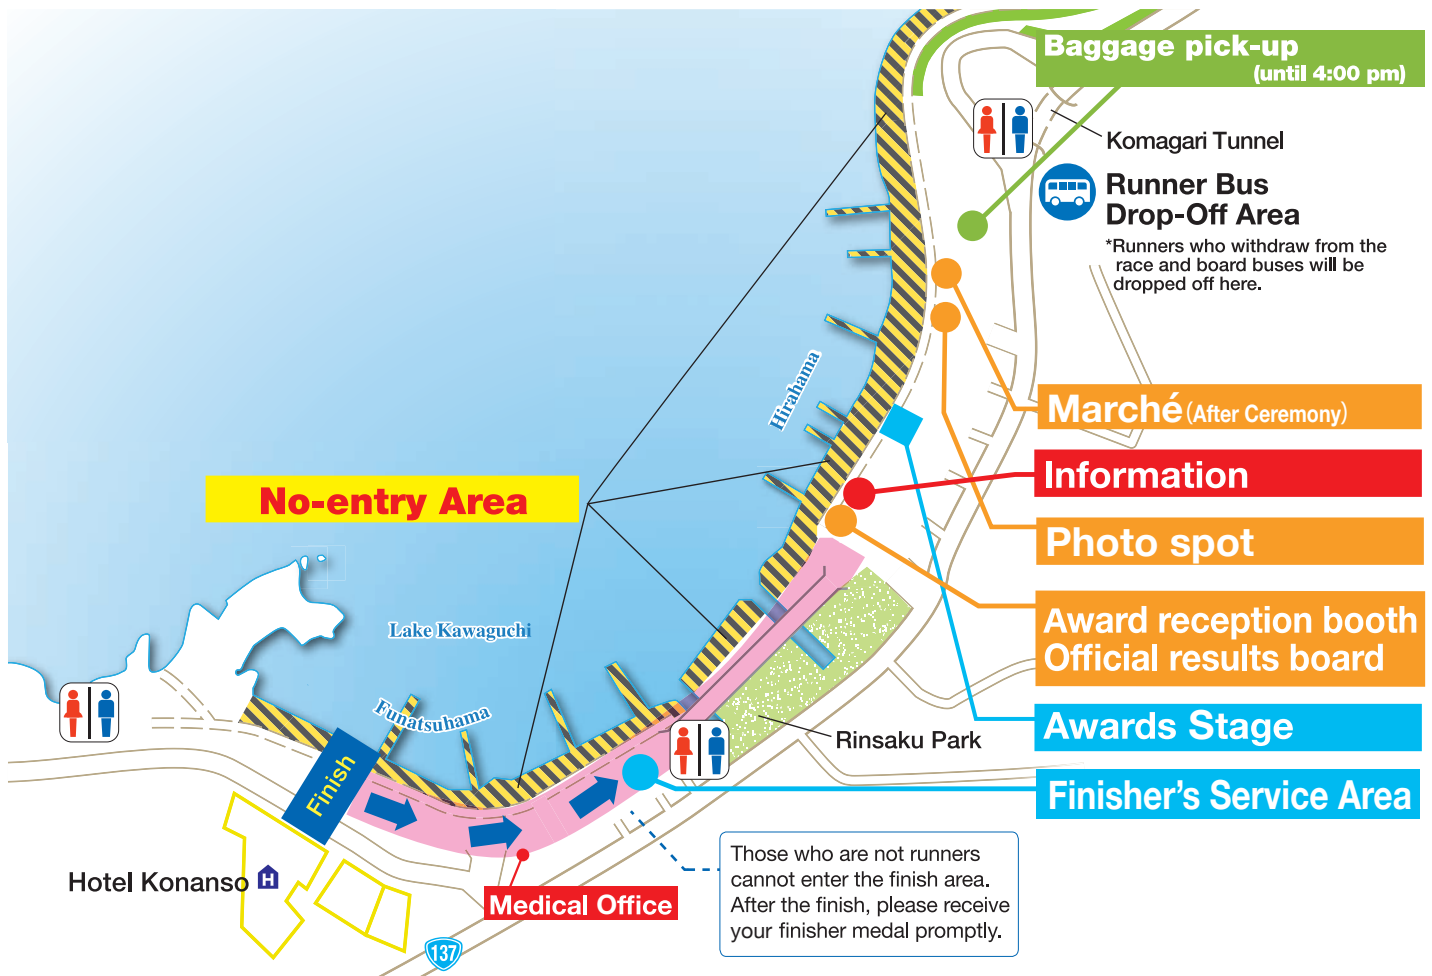 Baggage pick-up
(until 4:00 pm)
Komagari Tunnel
Runner Bus
Drop-Off Area
*Runners who withdraw from the
race and board buses will be
dropped off here.
Hirahama
Marché (After Ceremony)
Information
No-entry Area
Photo spot
Award reception booth
Official results board
Lake Kawaguchi
Funatsuhama
Awards Stage
Rinsaku Park
Finish
Finisher's Service Area
Those who are not runners
cannot enter the finish area.
After the finish, please receive
your finisher medal promptly.
Hotel Konanso
H
Medical Office
137